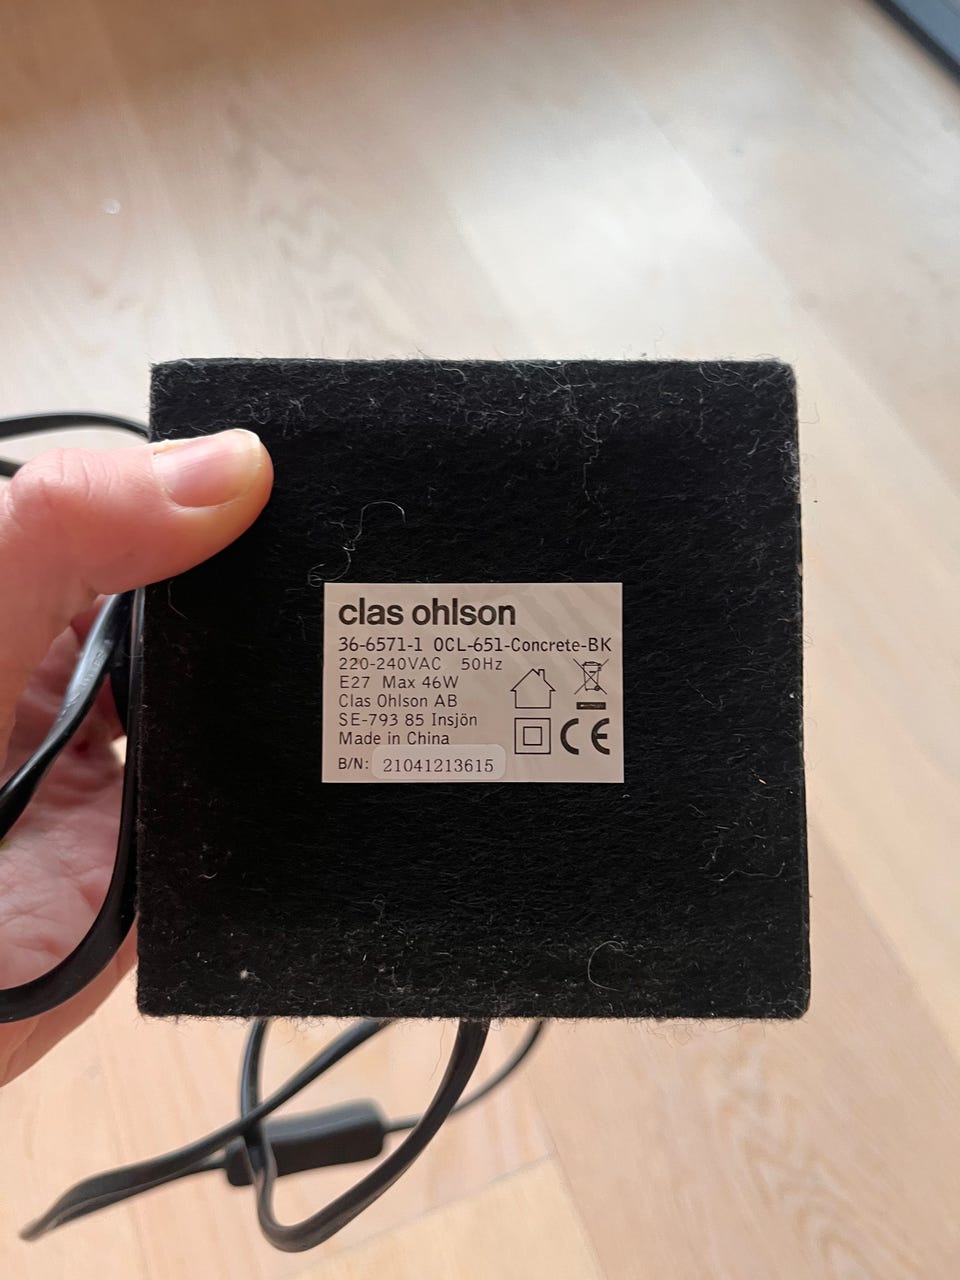 clas ohlson
36-6571-1 OCL-651-Concrete-BK
220-240VAC 50Hz
E27 Max 46W
Clas Ohlson AB
SE-793 85 Insjön
Made in China
B/N: 21041213615
CE